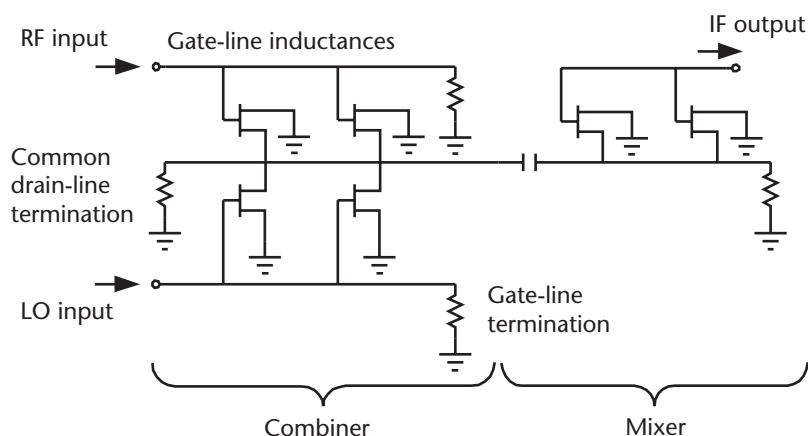 RF input
Gate-line inductances
IF output
Common
drain-line
termination
LO input
Gate-line
termination
Combiner
Mixer